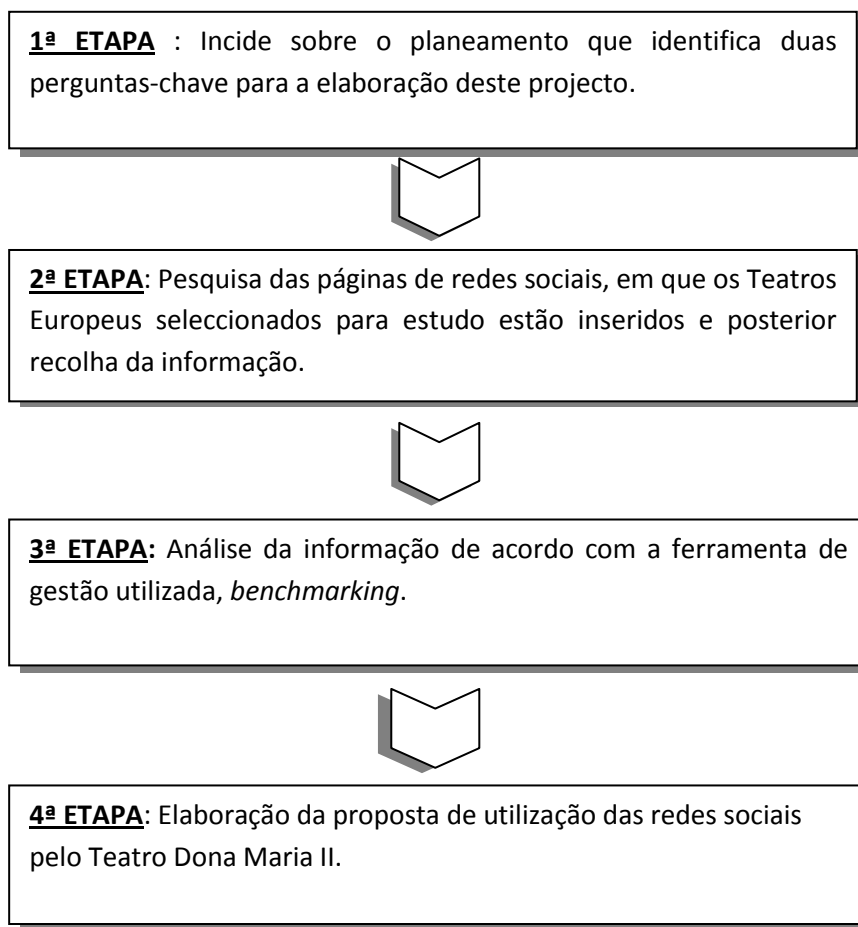 1ª ETAPA : Incide sobre o planeamento que identifica duas
perguntas-chave para a elaboração deste projecto.
2ª ETAPA: Pesquisa das páginas de redes sociais, em que os Teatros
Europeus seleccionados para estudo estão inseridos e posterior
recolha da informação.
3ª ETAPA: Análise da informação de acordo com a ferramenta de
gestão utilizada, benchmarking.
4ª ETAPA: Elaboração da proposta de utilização das redes sociais
pelo Teatro Dona Maria II.